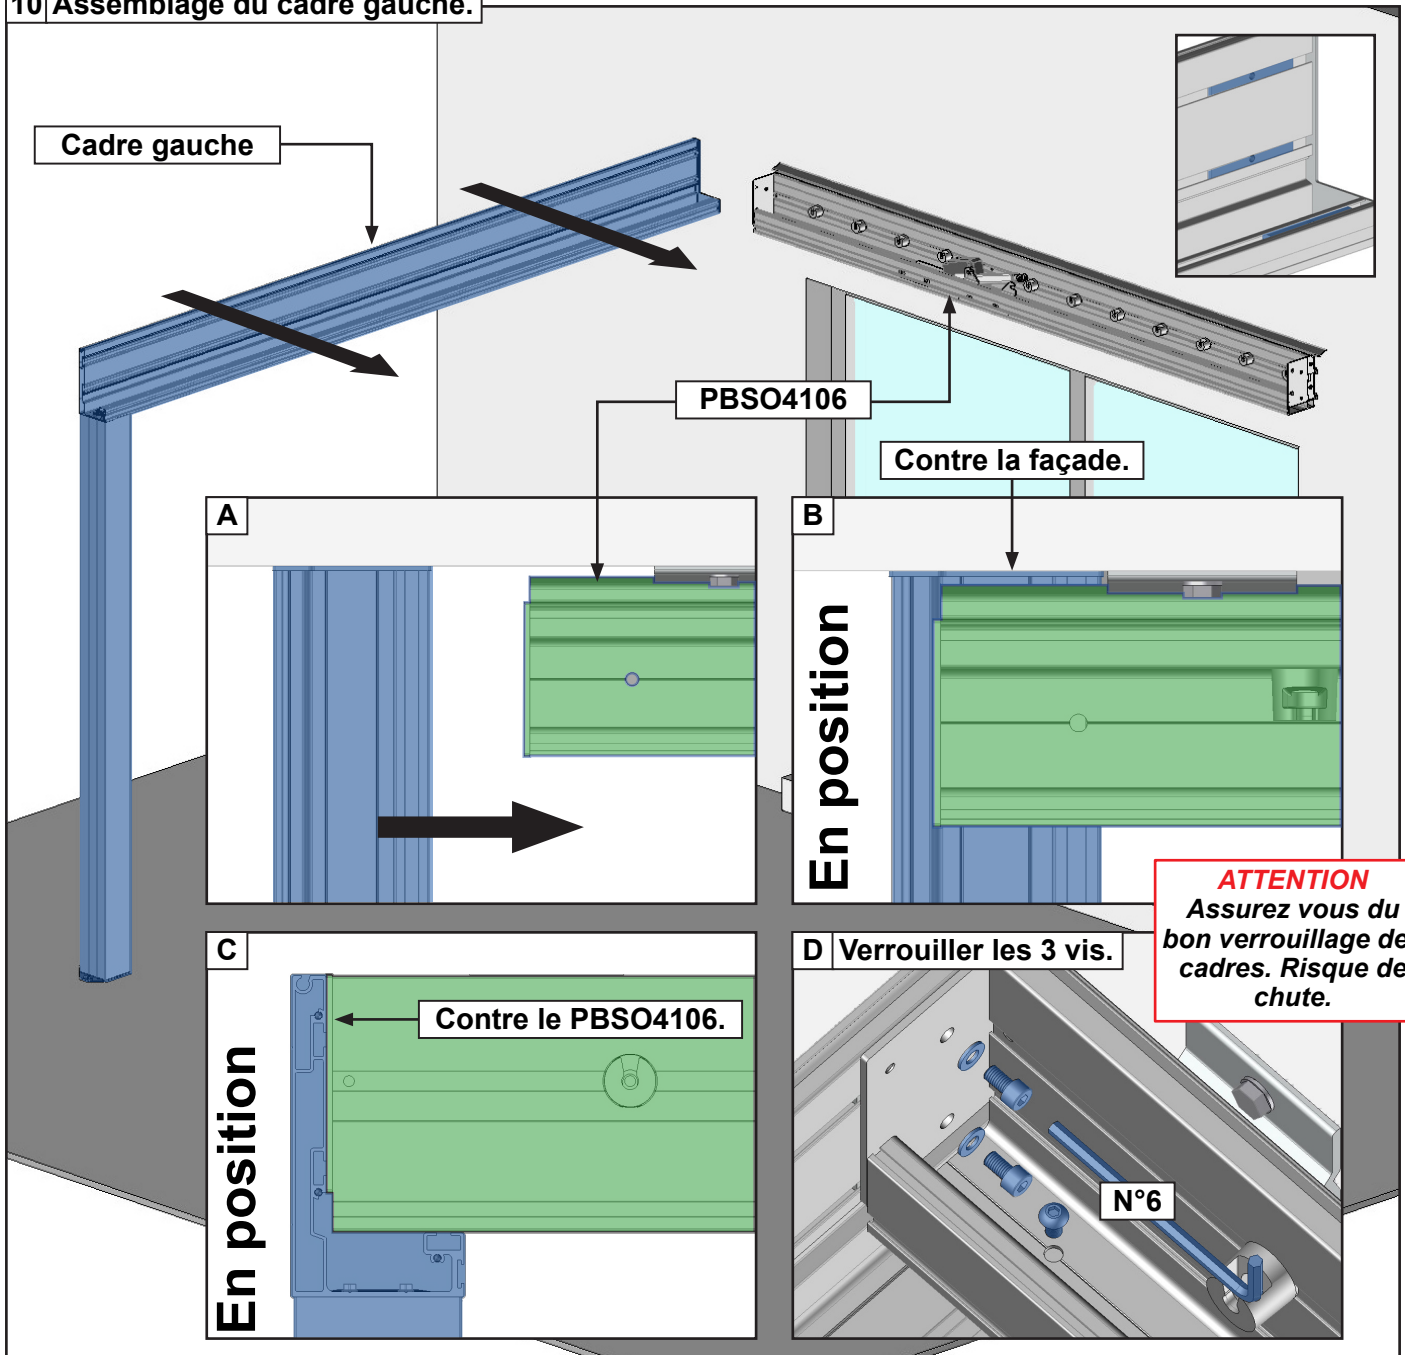 10 Assemblage du cadre gauche.
Cadre gauche
PBSO4106
Contre la façade.
A
B
En position
ATTENTION
Assurez vous du
bon verrouillage de
cadres. Risque de
chute.
C
Contre le PBSO4106.
En position
D Verrouiller les 3 vis.
N°6